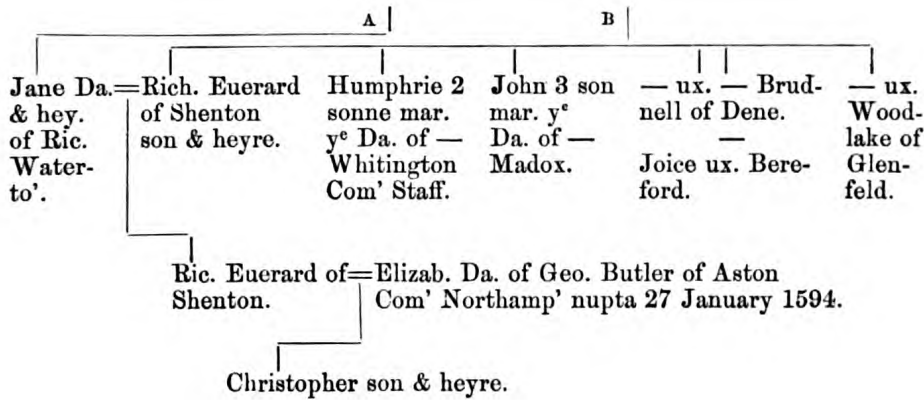 A B
Jane Da.=Rich. Euerard
& hey. of Shenton
of Ric. son & heyre.
Water-
to'.
Humphrie 2
sonne mar.
yᵉ Da. of —
Whitington
Com' Staff.
John 3 son
mar. yᵉ
Da. of —
Madox.
— ux. — Brud-
nell of Dene.
—
Joice ux. Bere-
ford.
— ux.
Wood-
lake of
Glen-
feld.
Ric. Euerard of=Elizab. Da. of Geo. Butler of Aston
Shenton. Com' Northamp' nupta 27 January 1594.
Christopher son & heyre.